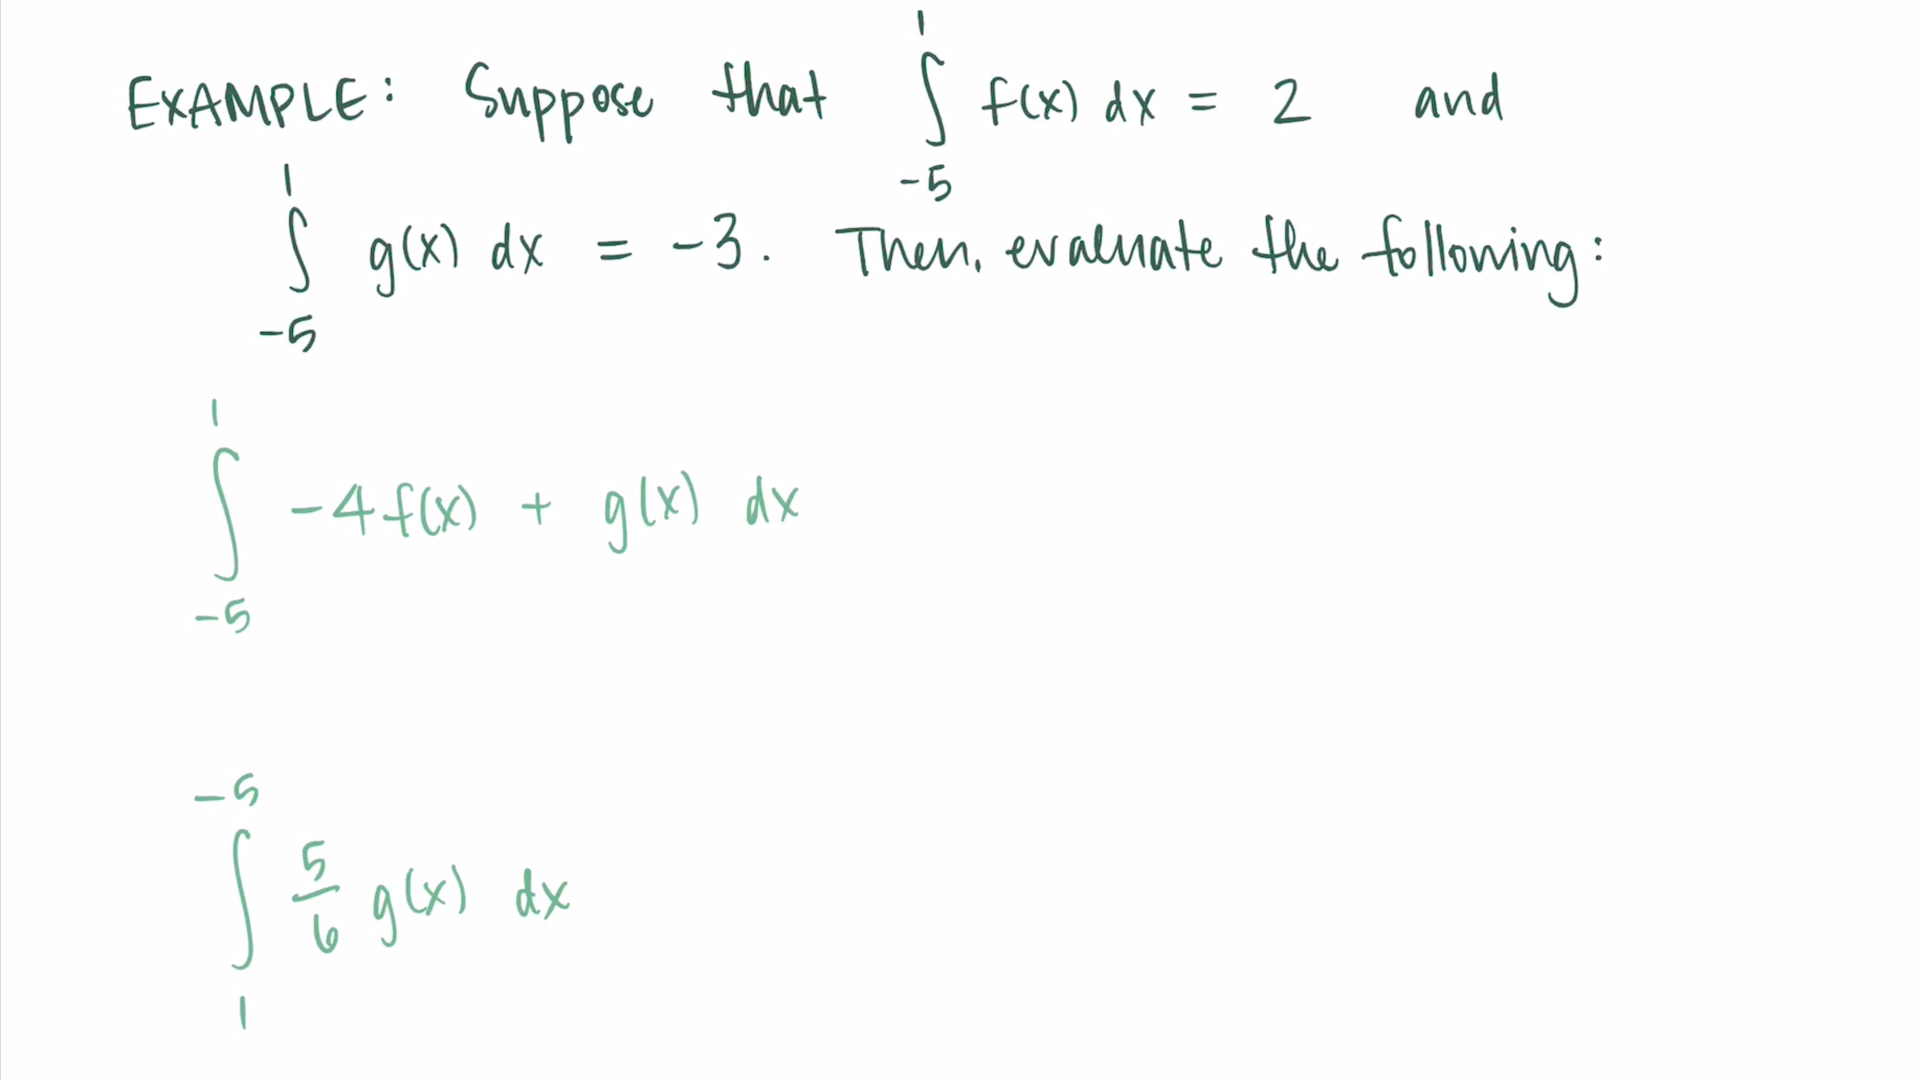 EXAMPLE: Suppose that ∫_{-5}^{1} f(x) dx = 2 and
∫_{-5}^{1} g(x) dx = -3. Then, evaluate the following:
∫_{-5}^{1} -4f(x) + g(x) dx
∫_{1}^{-5} \frac{5}{6} g(x) dx